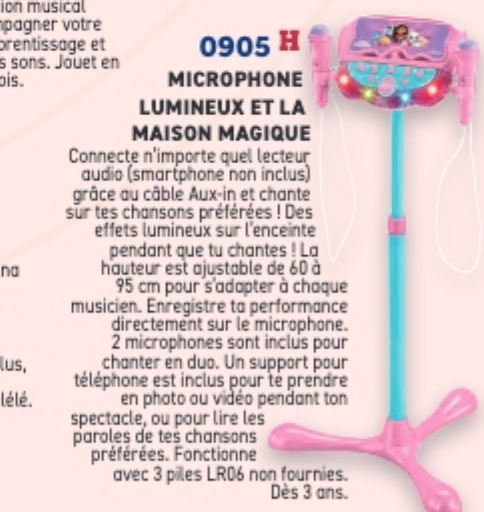 ion musical
pagner votre
prentissage et
s sons. Jouet en
ois.
0905 H
MICROPHONE
LUMINEUX ET LA
MAISON MAGIQUE
Connecte n'importe quel lecteur
audio (smartphone non inclus)
grâce au câble Aux-in et chante
sur tes chansons préférées ! Des
effets lumineux sur l'enceinte
pendant que tu chantes ! La
hauteur est ajustable de 60 à
95 cm pour s'adapter à chaque
musicien. Enregistre ta performance
directement sur le microphone.
2 microphones sont inclus pour
chanter en duo. Un support pour
téléphone est inclus pour te prendre
en photo ou vidéo pendant ton
spectacle, ou pour lire les
paroles de tes chansons
préférées. Fonctionne
avec 3 piles LR06 non fournies.
Dès 3 ans.
na
lus,
lélé.